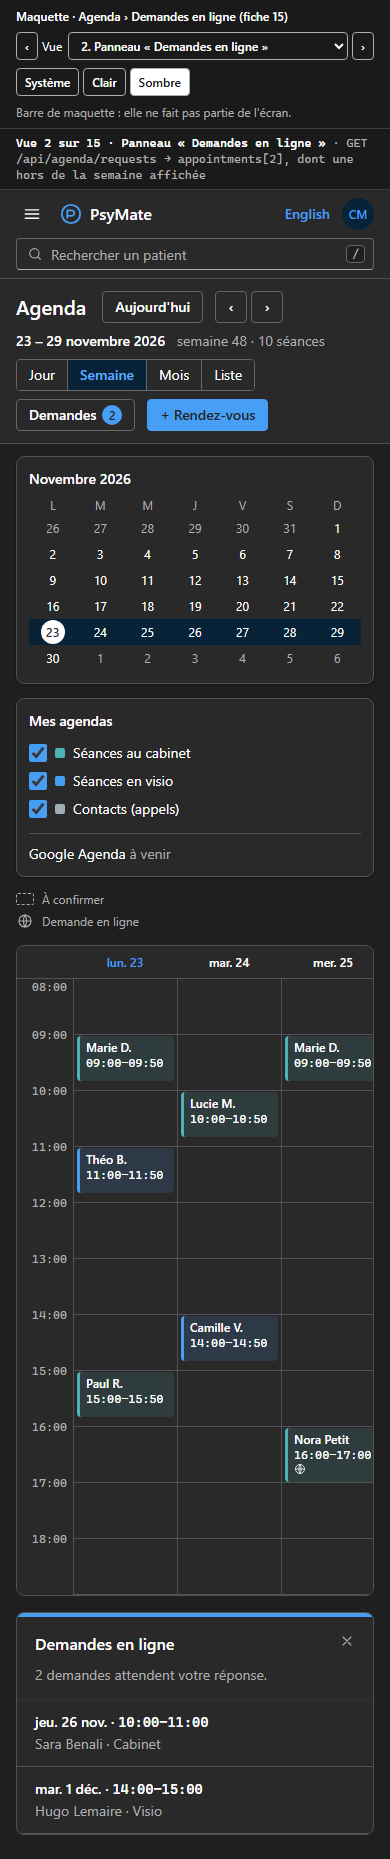 Maquette · Agenda › Demandes en ligne (fiche 15)
‹ Vue 2. Panneau « Demandes en ligne » ›
Système Clair Sombre
Barre de maquette : elle ne fait pas partie de l'écran.
Vue 2 sur 15 · Panneau « Demandes en ligne » · GET
/api/agenda/requests → appointments[2], dont une
hors de la semaine affichée
PsyMate English CM
Rechercher un patient /
Agenda Aujourd'hui ‹ ›
23 – 29 novembre 2026 semaine 48 · 10 séances
Jour Semaine Mois Liste
Demandes 2 + Rendez-vous
Novembre 2026
L M M J V S D
26 27 28 29 30 31 1
2 3 4 5 6 7 8
9 10 11 12 13 14 15
16 17 18 19 20 21 22
23 24 25 26 27 28 29
30 1 2 3 4 5 6
Mes agendas
Séances au cabinet
Séances en visio
Contacts (appels)
Google Agenda à venir
À confirmer
Demande en ligne
lun. 23 mar. 24 mer. 25
08:00
09:00
Marie D. Marie D.
09:00–09:50 09:00–09:50
10:00
Lucie M.
10:00–10:50
11:00
Théo B.
11:00–11:50
12:00
13:00
14:00
Camille V.
14:00–14:50
15:00
Paul R.
15:00–15:50
16:00
Nora Petit
16:00–17:00
17:00
18:00
Demandes en ligne
2 demandes attendent votre réponse.
jeu. 26 nov. · 10:00–11:00
Sara Benali · Cabinet
mar. 1 déc. · 14:00–15:00
Hugo Lemaire · Visio